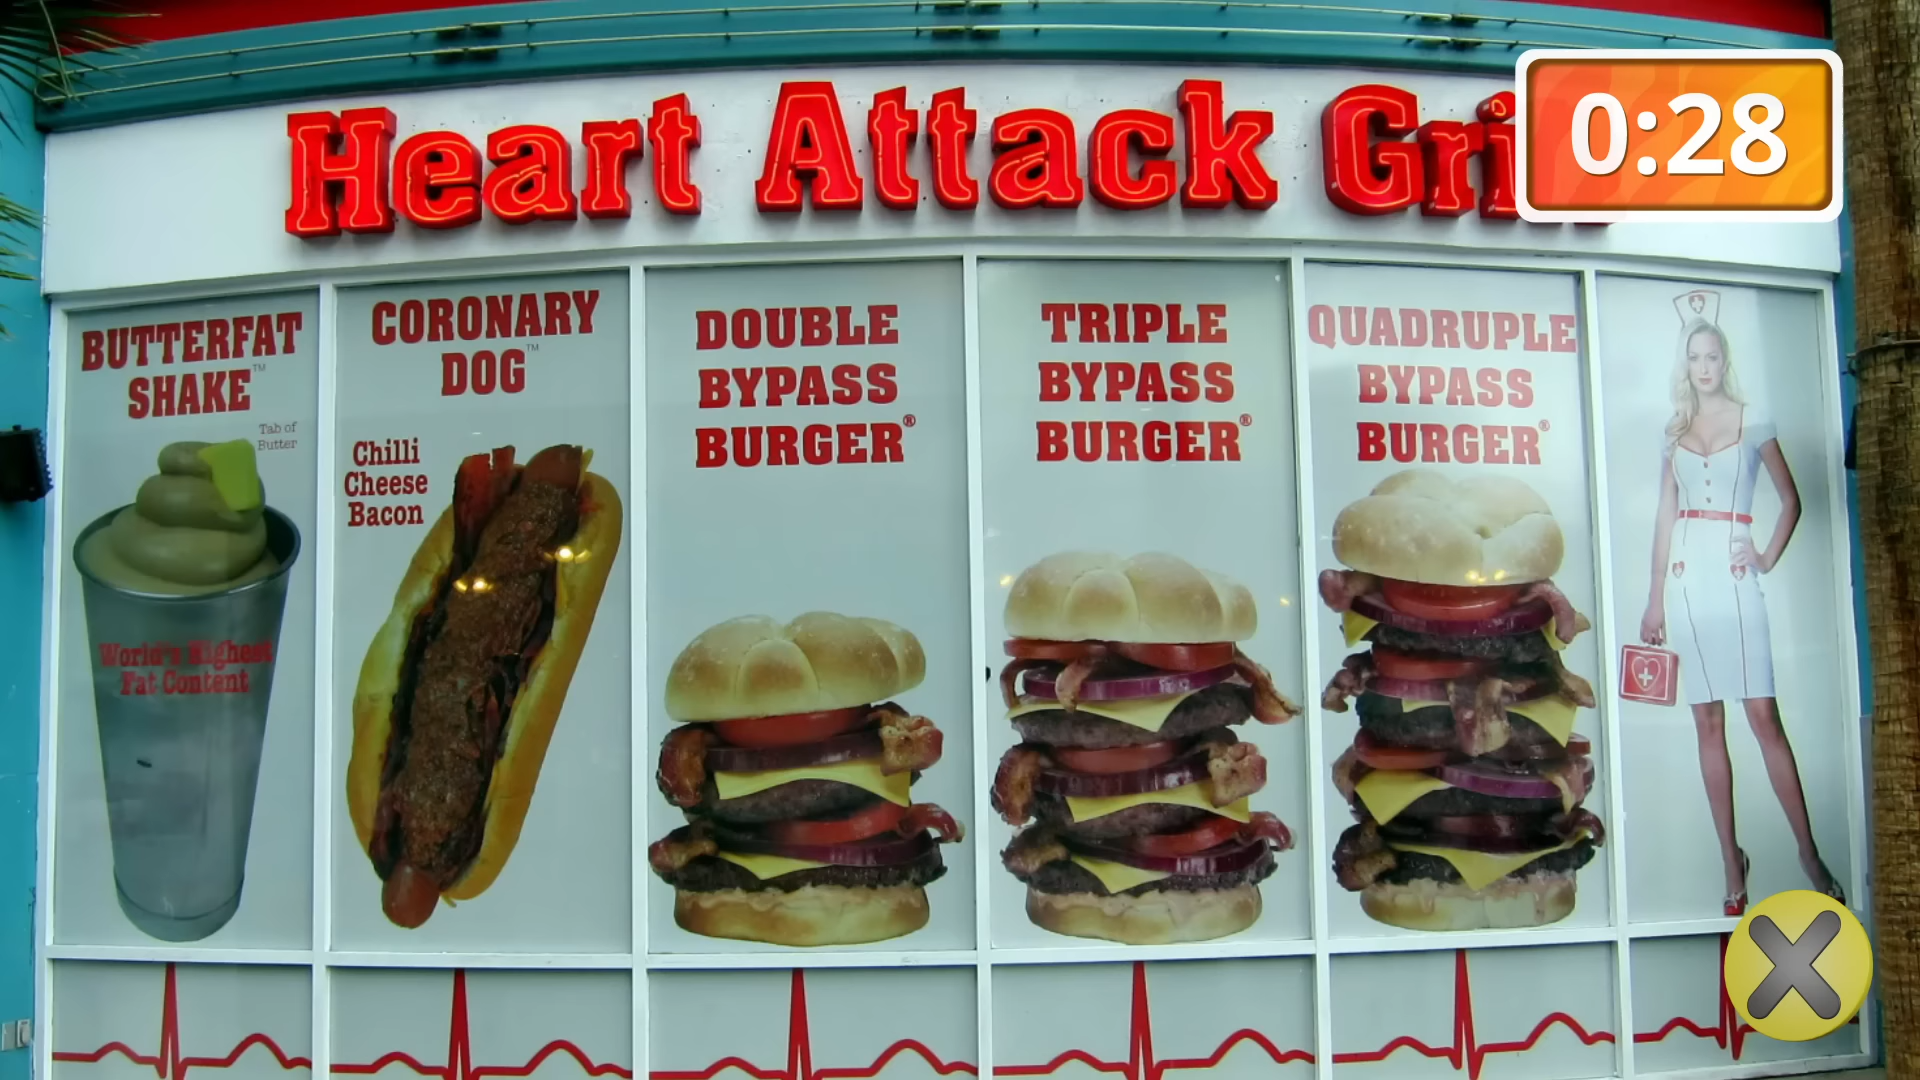 Heart Attack Gri
0:28
BUTTERFAT
SHAKE™
Tab of
Butter
World's Highest
Fat Content
CORONARY
DOG™
Chilli
Cheese
Bacon
DOUBLE
BYPASS
BURGER®
TRIPLE
BYPASS
BURGER®
QUADRUPLE
BYPASS
BURGER®